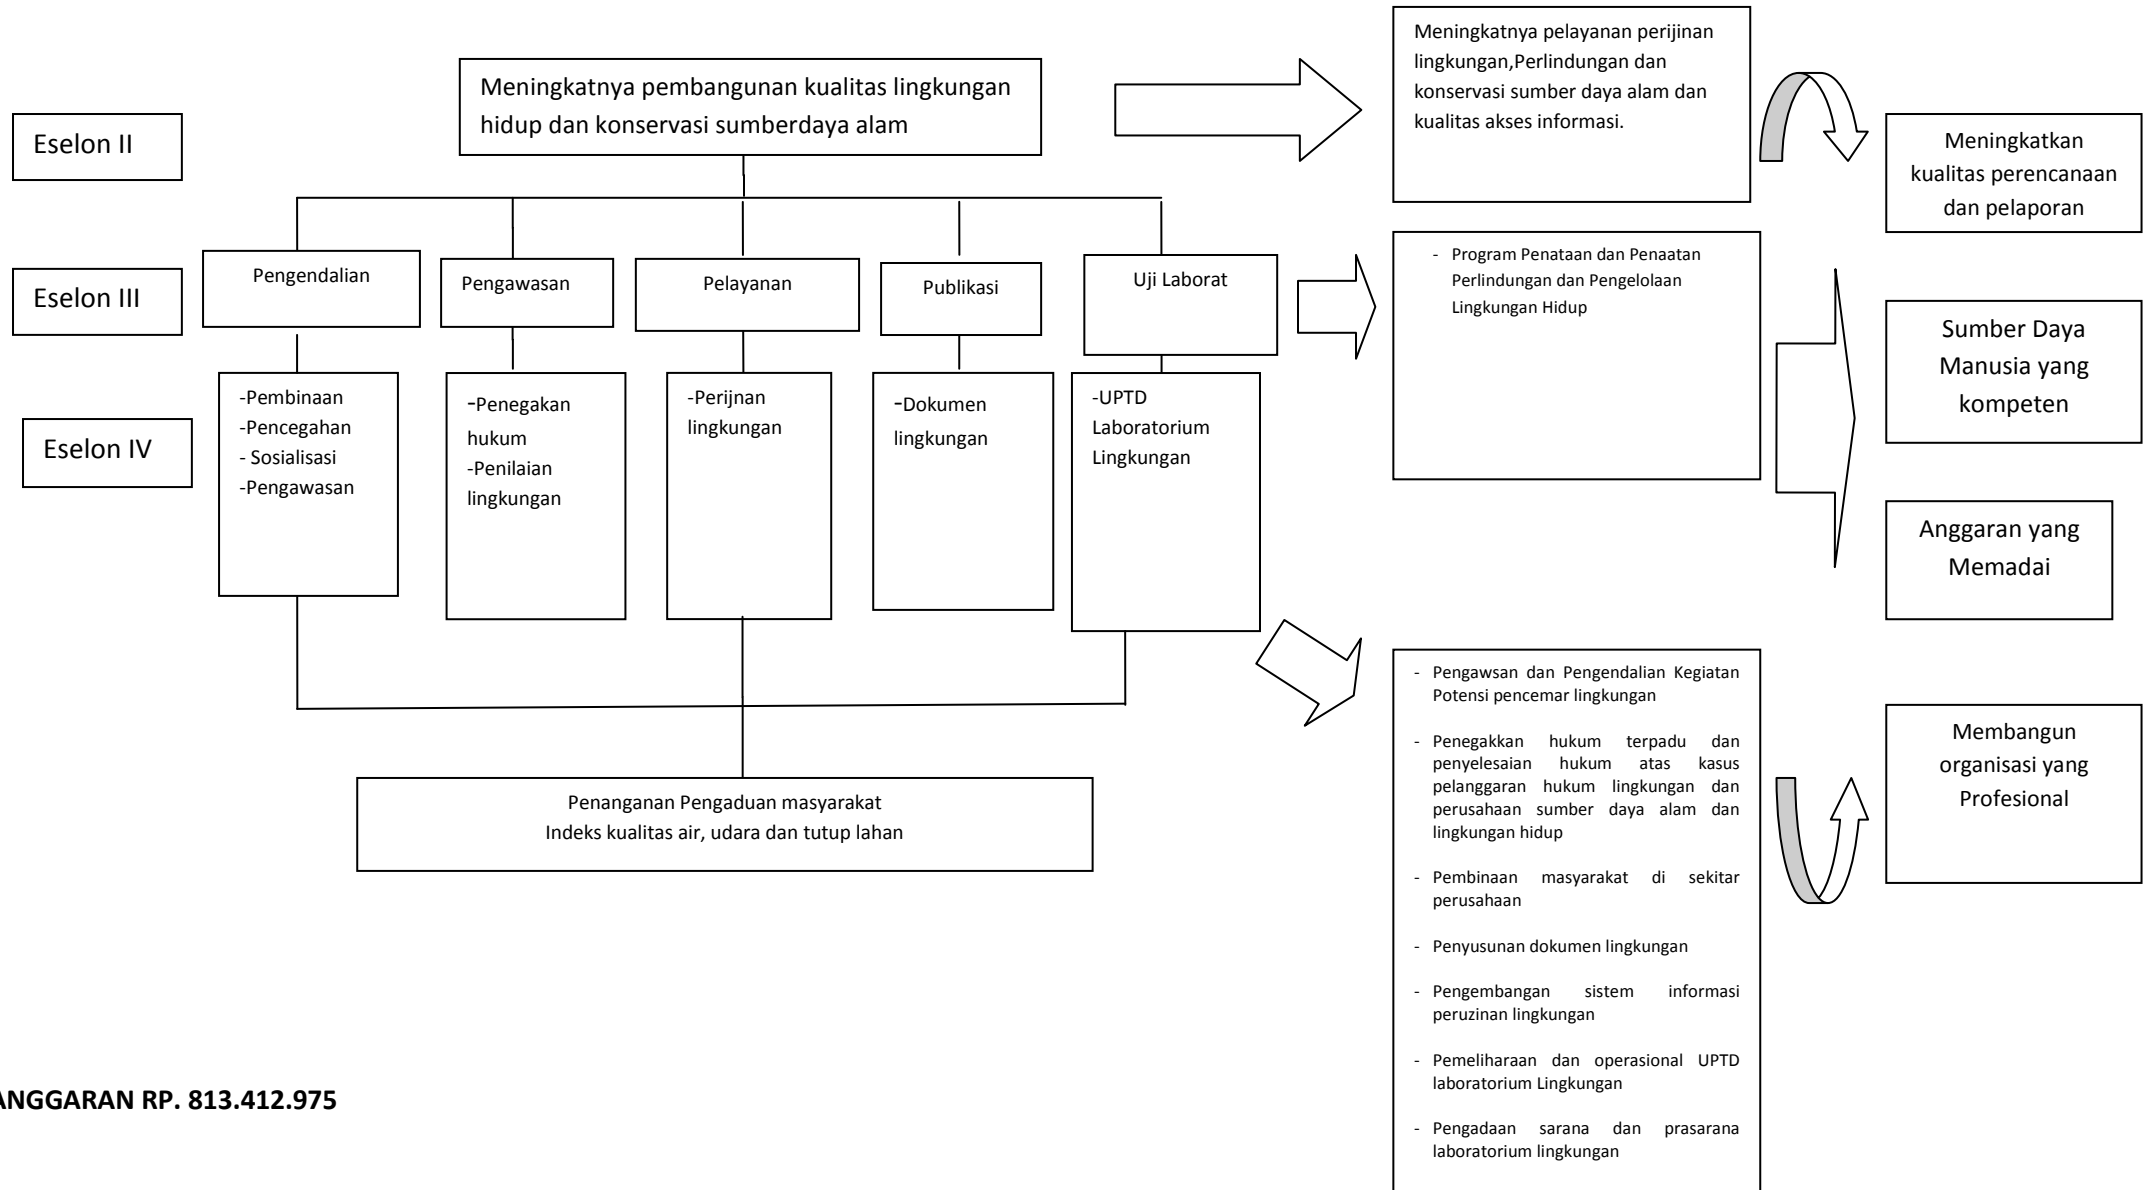 Eselon II
Meningkatnya pembangunan kualitas lingkungan
hidup dan konservasi sumberdaya alam
Meningkatnya pelayanan perijinan
lingkungan,Perlindungan dan
konservasi sumber daya alam dan
kualitas akses informasi.
Meningkatkan
kualitas perencanaan
dan pelaporan
Eselon III
Pengendalian
Pengawasan
Pelayanan
Publikasi
Uji Laborat
- Program Penataan dan Penaatan
Perlindungan dan Pengelolaan
Lingkungan Hidup
Sumber Daya
Manusia yang
kompeten
Eselon IV
-Pembinaan
-Pencegahan
- Sosialisasi
-Pengawasan
-Penegakan
hukum
-Penilaian
lingkungan
-Perijnan
lingkungan
-Dokumen
lingkungan
-UPTD
Laboratorium
Lingkungan
Anggaran yang
Memadai
Penanganan Pengaduan masyarakat
Indeks kualitas air, udara dan tutup lahan
- Pengawsan dan Pengendalian Kegiatan
Potensi pencemar lingkungan
- Penegakkan hukum terpadu dan
penyelesaian hukum atas kasus
pelanggaran hukum lingkungan dan
perusahaan sumber daya alam dan
lingkungan hidup
- Pembinaan masyarakat di sekitar
perusahaan
- Penyusunan dokumen lingkungan
- Pengembangan sistem informasi
peruzinan lingkungan
- Pemeliharaan dan operasional UPTD
laboratorium Lingkungan
- Pengadaan sarana dan prasarana
laboratorium lingkungan
Membangun
organisasi yang
Profesional
ANGGARAN RP. 813.412.975